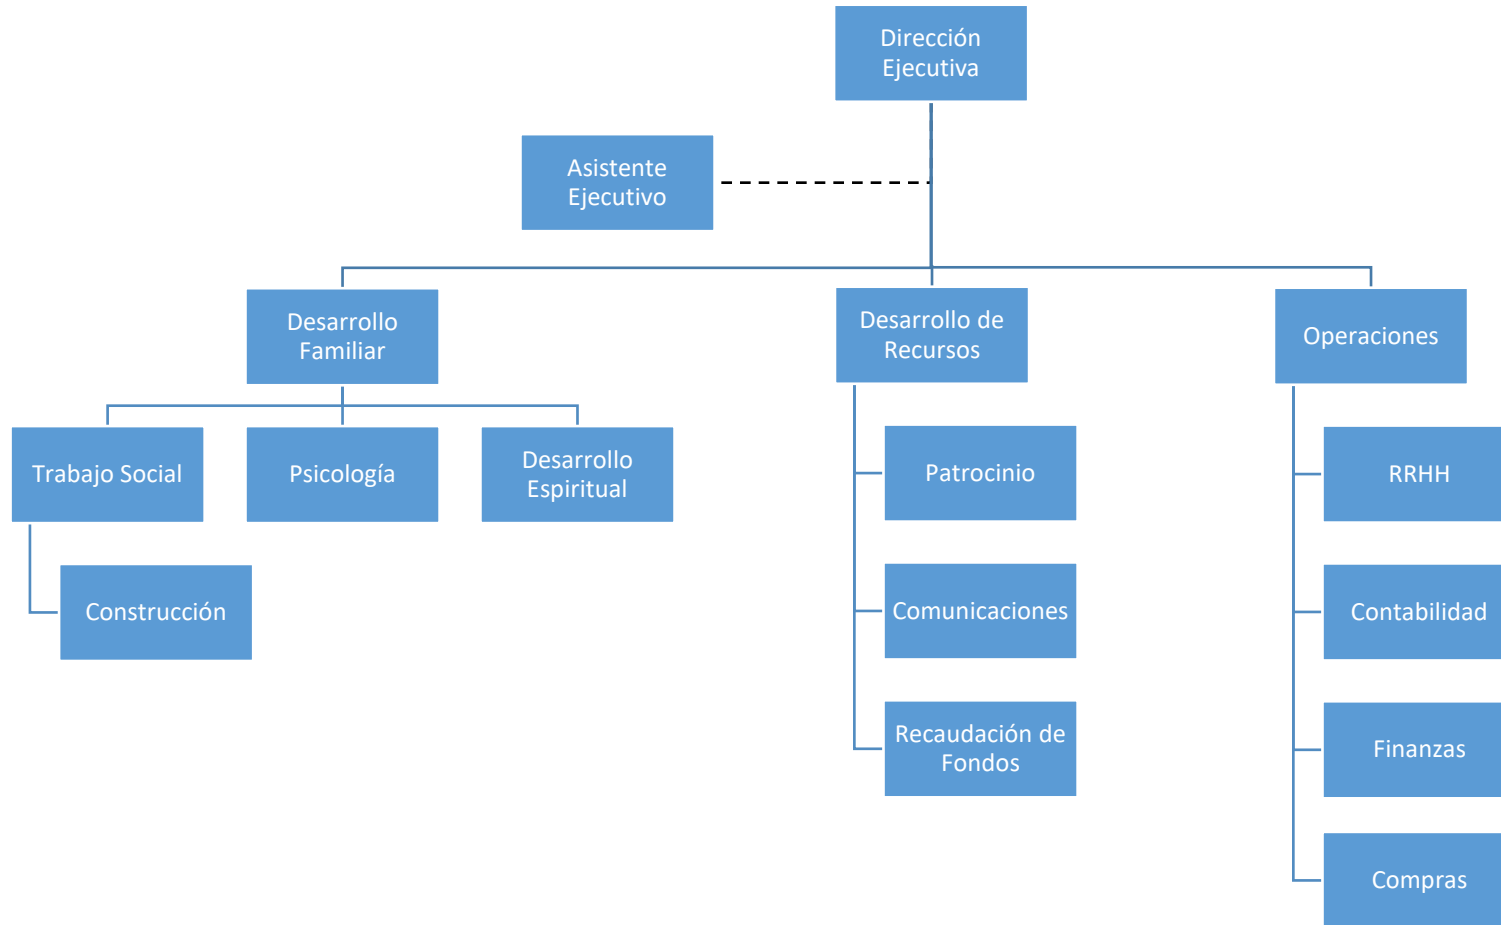 Dirección
Ejecutiva
Asistente
Ejecutivo
Desarrollo
Familiar
Desarrollo de
Recursos
Operaciones
Trabajo Social
Psicología
Desarrollo
Espiritual
Construcción
Patrocinio
Comunicaciones
Recaudación de
Fondos
RRHH
Contabilidad
Finanzas
Compras